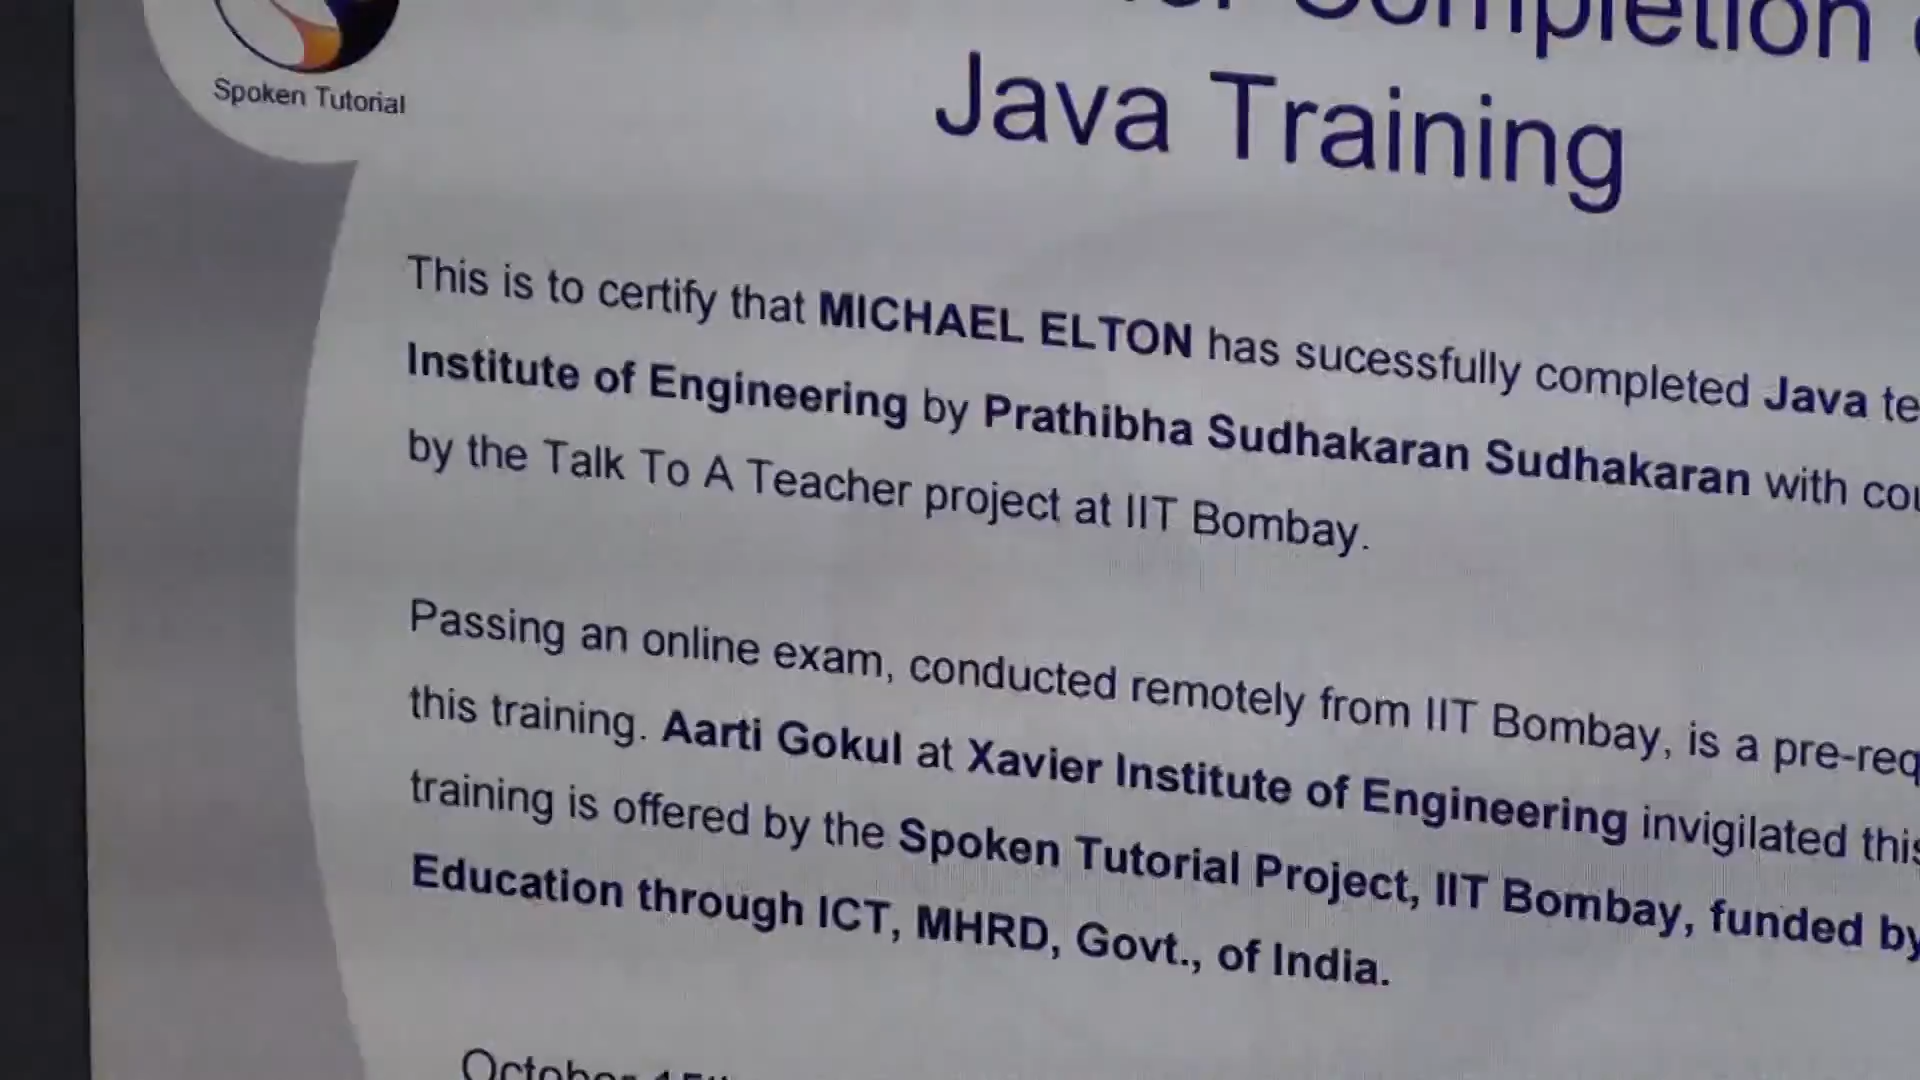 Spoken Tutorial
Completion
Java Training
This is to certify that MICHAEL ELTON has sucessfully completed Java
Institute of Engineering by Prathibha Sudhakaran Sudhakaran with
by the Talk To A Teacher project at IIT Bombay.
Passing an online exam, conducted remotely from IIT Bombay, is a
this training. Aarti Gokul at Xavier Institute of Engineering invigilated
training is offered by the Spoken Tutorial Project, IIT Bombay, funded by
Education through ICT, MHRD, Govt., of India.
October